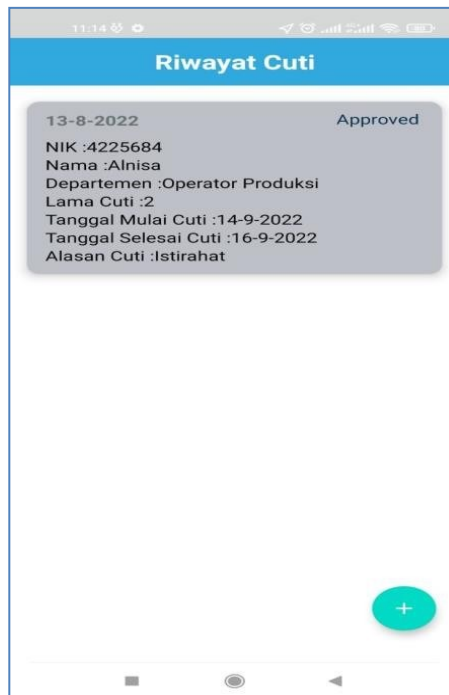 11:14
Riwayat Cuti
13-8-2022 Approved
NIK :4225684
Nama :Alnisa
Departemen :Operator Produksi
Lama Cuti :2
Tanggal Mulai Cuti :14-9-2022
Tanggal Selesai Cuti :16-9-2022
Alasan Cuti :Istirahat
+